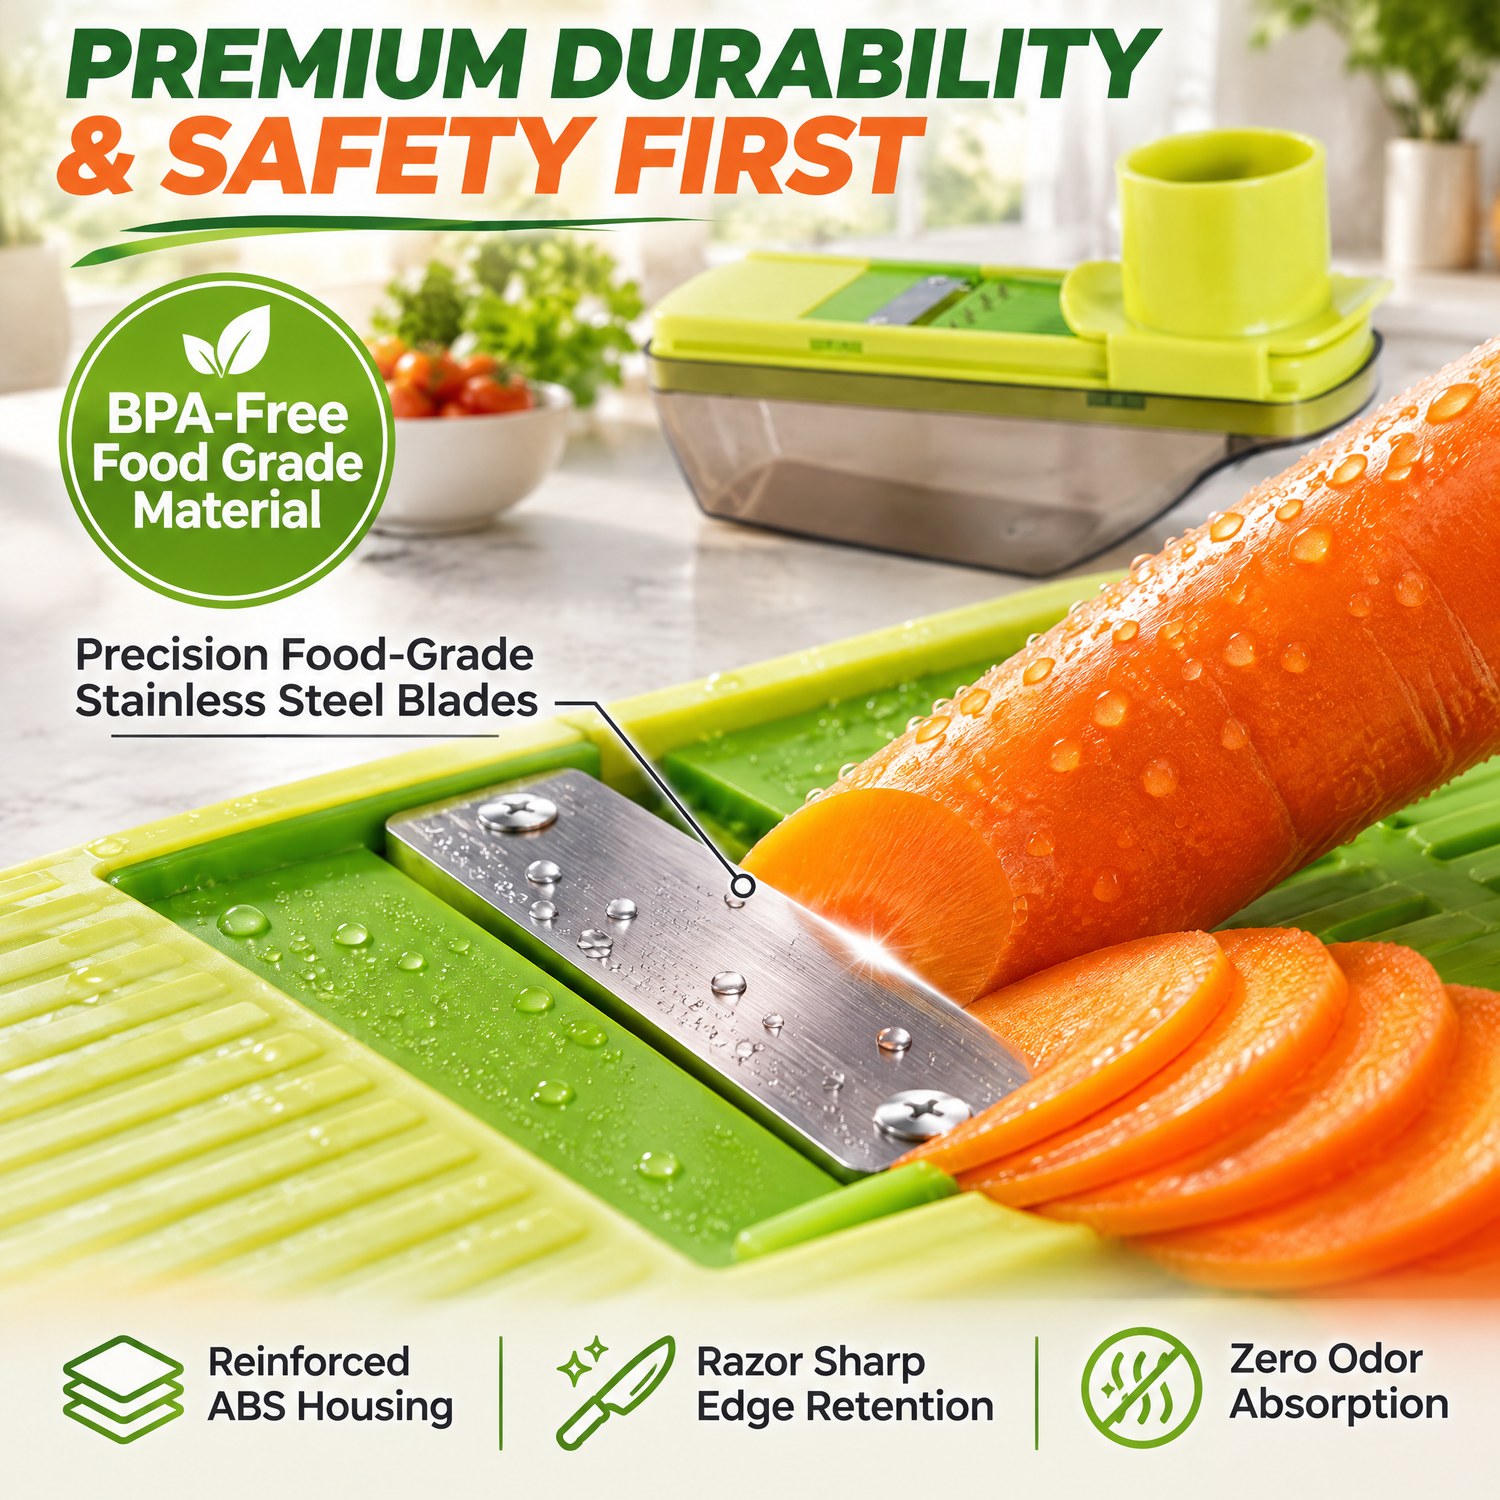 PREMIUM DURABILITY
& SAFETY FIRST
BPA-Free
Food Grade
Material
Precision Food-Grade
Stainless Steel Blades
Reinforced
ABS Housing
Razor Sharp
Edge Retention
Zero Odor
Absorption